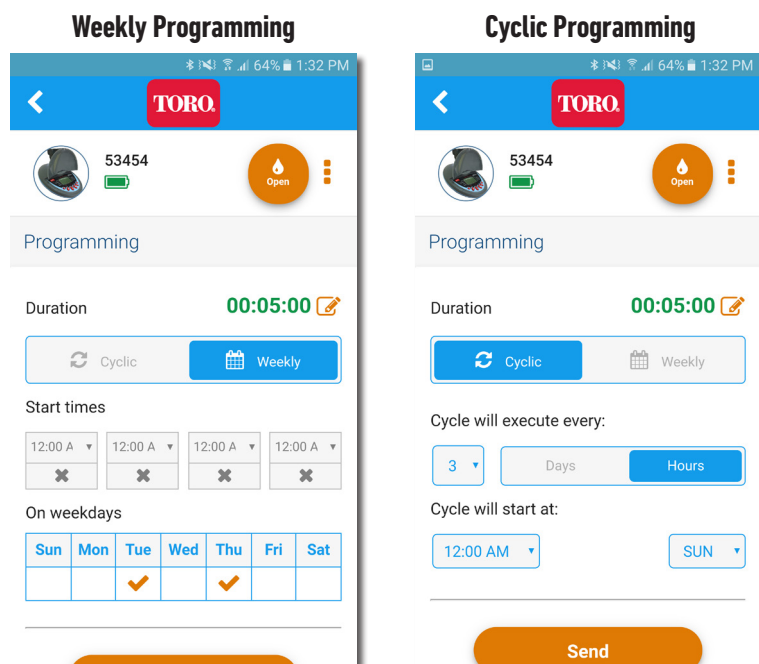 Weekly Programming
64% 1:32 PM
TORO
53454
Open
Programming
Duration 00:05:00
Cyclic Weekly
Start times
12:00 A 12:00 A 12:00 A 12:00 A
On weekdays
Sun Mon Tue Wed Thu Fri Sat
Cyclic Programming
64% 1:32 PM
TORO
53454
Open
Programming
Duration 00:05:00
Cyclic Weekly
Cycle will execute every:
3 Days Hours
Cycle will start at:
12:00 AM SUN
Send